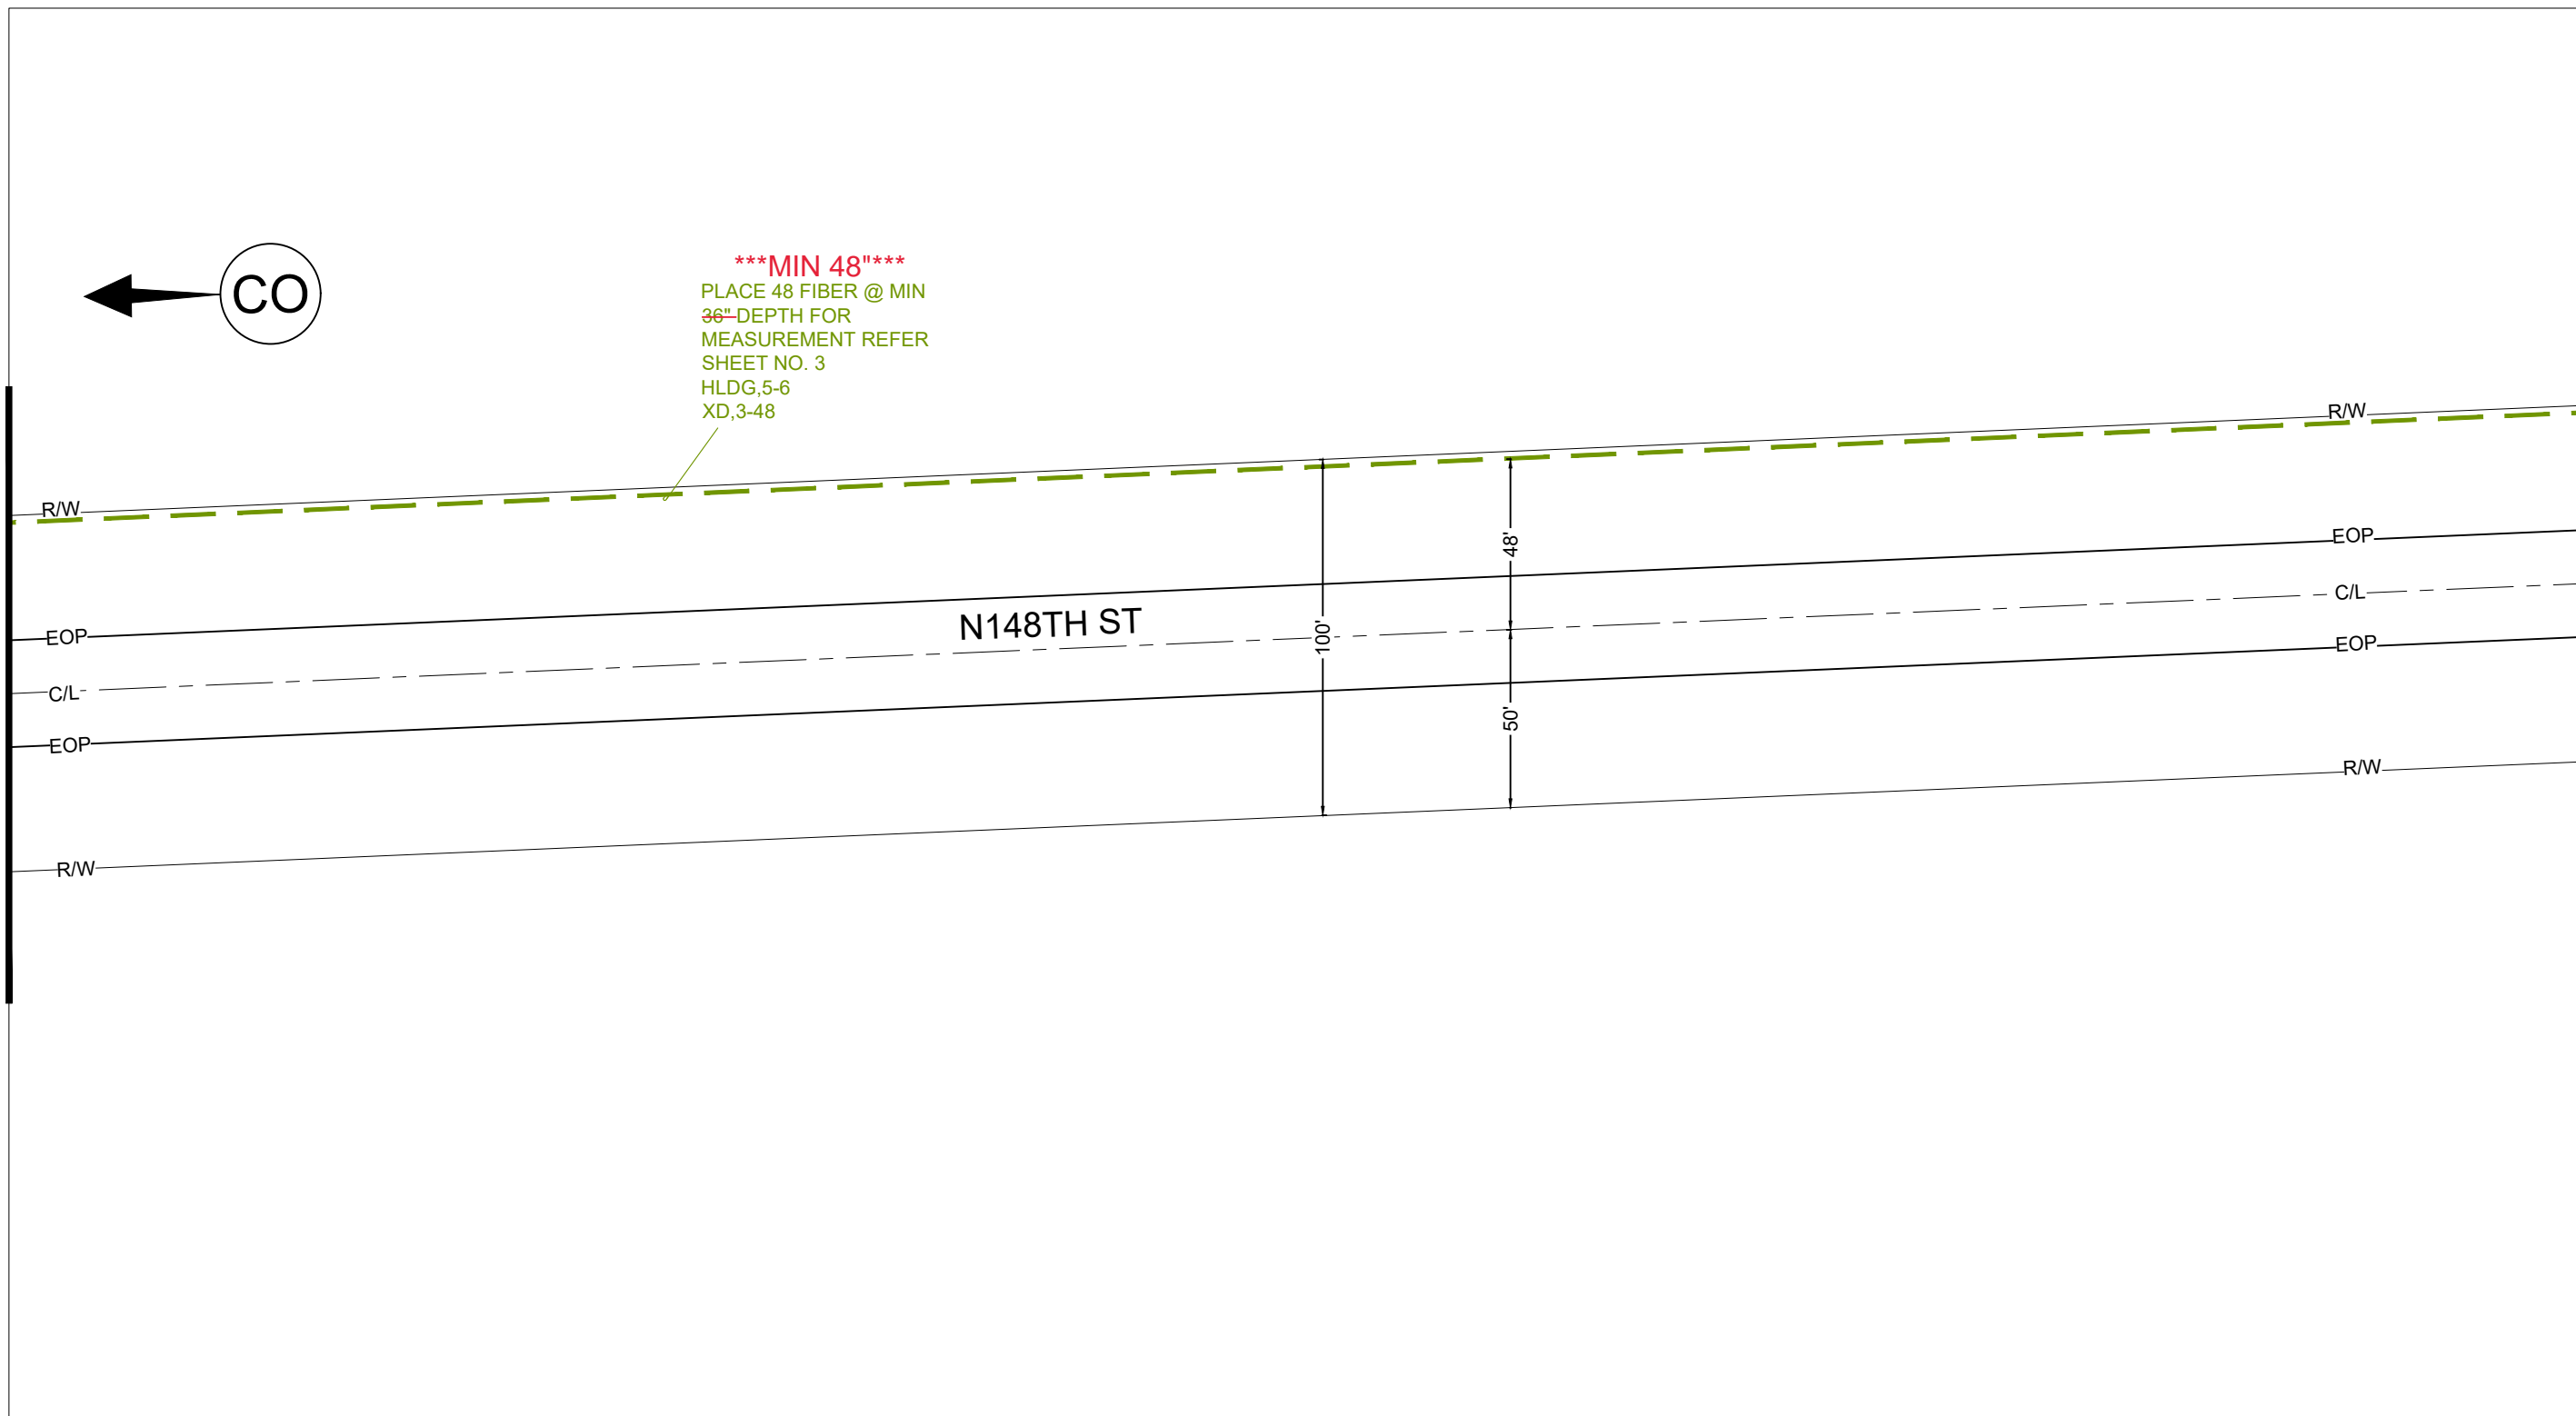 CO
***MIN 48"***
PLACE 48 FIBER @ MIN
36" DEPTH FOR
MEASUREMENT REFER
SHEET NO. 3
HLDG,5-6
XD,3-48
R/W
R/W
48'
EOP
EOP
N148TH ST
100'
C/L
C/L
EOP
EOP
50'
R/W
R/W